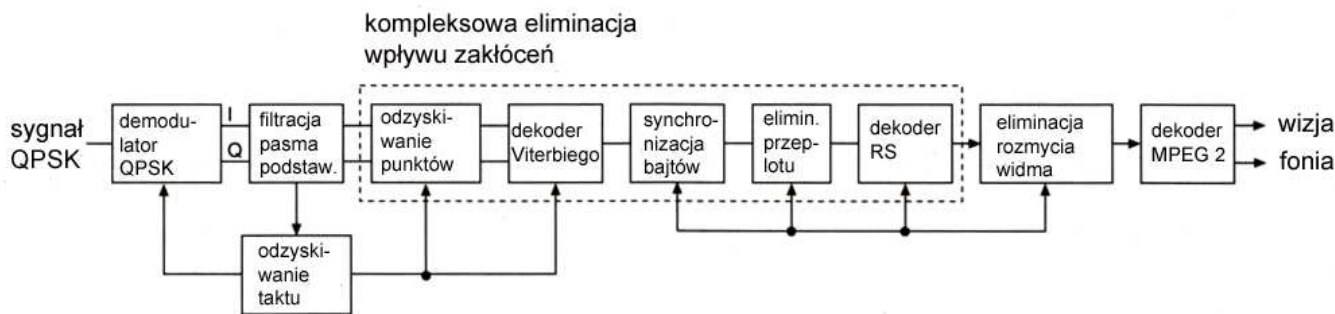 kompleksowa eliminacja
wpływu zakłóceń
sygnał
QPSK
demodu-
lator
QPSK
I
Q
filtracja
pasma
podstaw.
odzyski-
wanie
punktów
dekoder
Viterbiego
synchro-
nizacja
bajtów
elimin.
przep-
lotu
dekoder
RS
eliminacja
rozmycia
widma
dekoder
MPEG 2
wizja
fonia
odzyski-
wanie
taktu